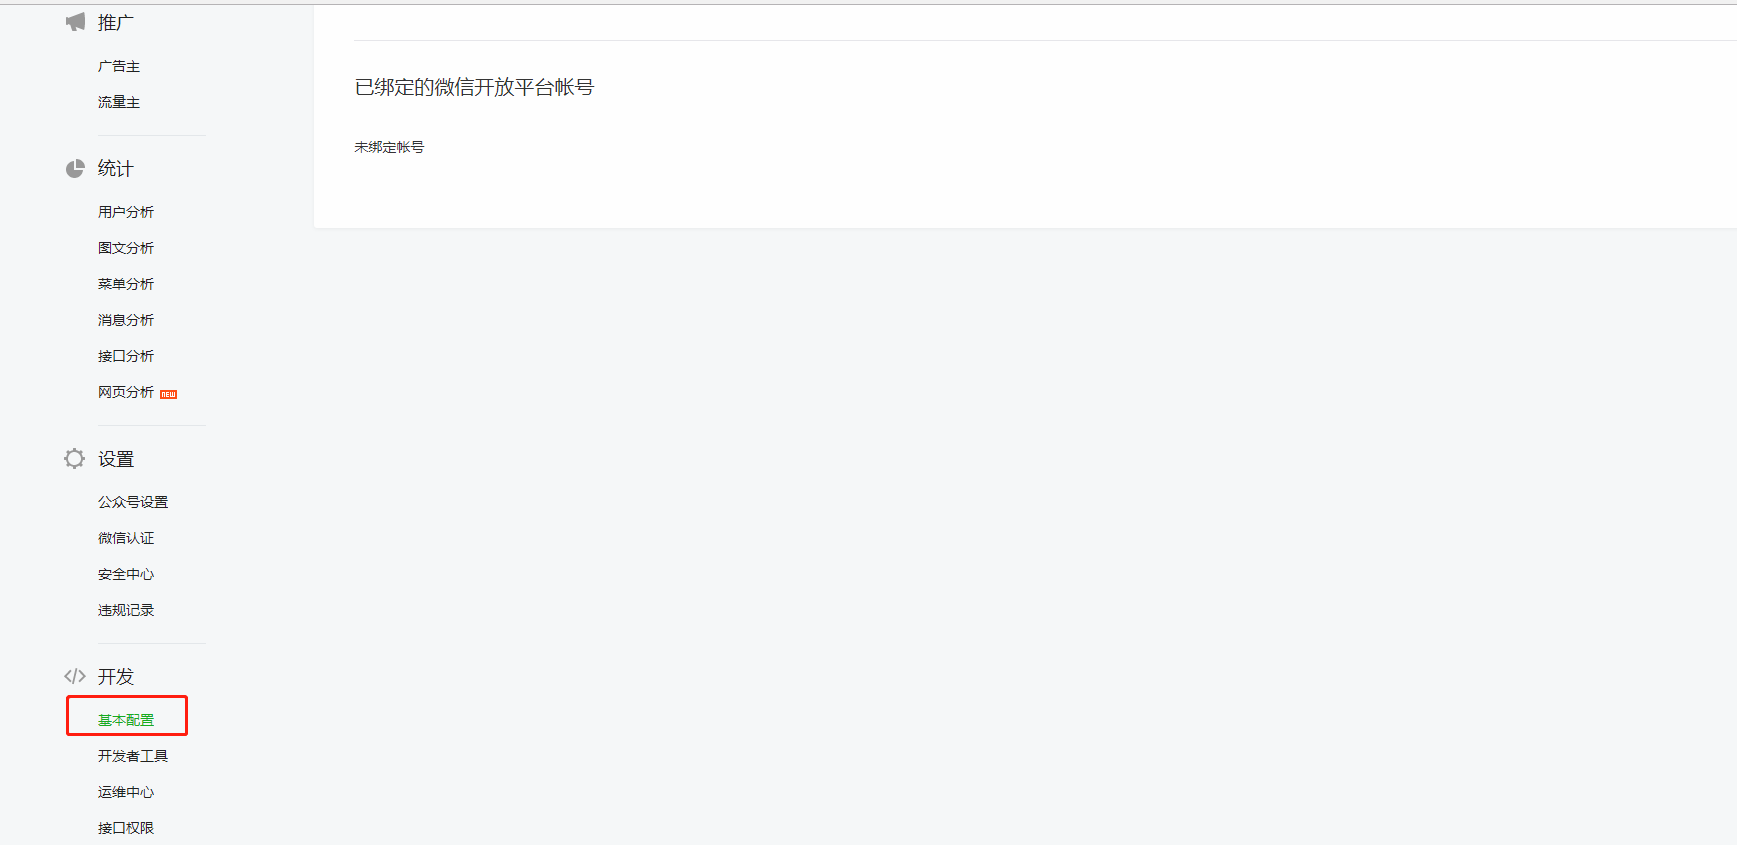 推广
广告主
流量主
统计
用户分析
图文分析
菜单分析
消息分析
接口分析
网页分析 NEW
设置
公众号设置
微信认证
安全中心
违规记录
开发
基本配置
开发者工具
运维中心
接口权限
已绑定的微信开放平台帐号
未绑定帐号